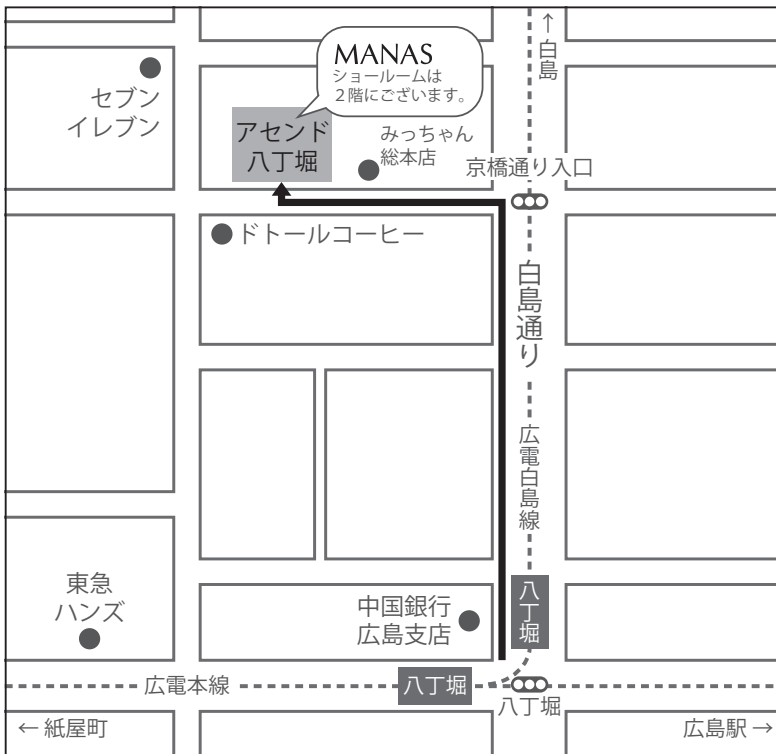 ↑
白島
MANAS
ショールームは
２階にございます。
セブン
イレブン
アセンド
八丁堀
みっちゃん
総本店
京橋通り入口
ドトールコーヒー
白島通り
広電白島線
東急
ハンズ
中国銀行
広島支店
八丁堀
広電本線
八丁堀
八丁堀
← 紙屋町
広島駅 →